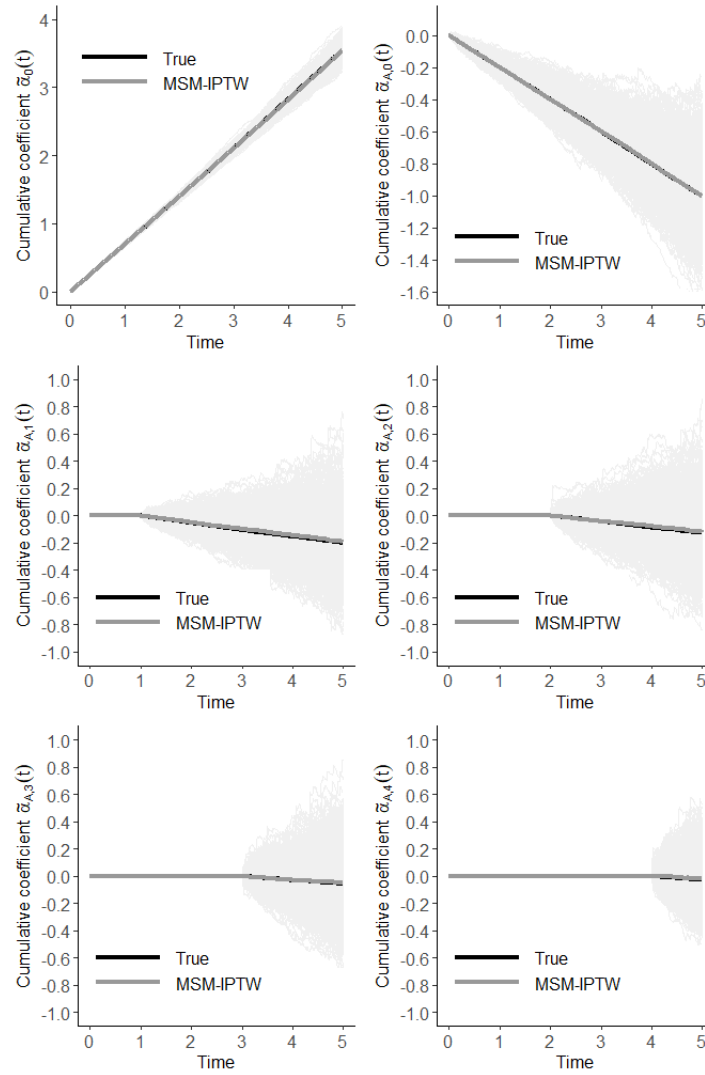 Cumulative coefficient α̃₀(t)
4
3
2
1
0
True
MSM-IPTW
0 1 2 3 4 5
Time
Cumulative coefficient α̃A,0(t)
0.0
-0.2
-0.4
-0.6
-0.8
-1.0
-1.2
-1.4
-1.6
True
MSM-IPTW
0 1 2 3 4 5
Time
Cumulative coefficient α̃A,1(t)
1.0
0.8
0.6
0.4
0.2
0.0
-0.2
-0.4
-0.6
-0.8
-1.0
True
MSM-IPTW
0 1 2 3 4 5
Time
Cumulative coefficient α̃A,2(t)
1.0
0.8
0.6
0.4
0.2
0.0
-0.2
-0.4
-0.6
-0.8
-1.0
True
MSM-IPTW
0 1 2 3 4 5
Time
Cumulative coefficient α̃A,3(t)
1.0
0.8
0.6
0.4
0.2
0.0
-0.2
-0.4
-0.6
-0.8
-1.0
True
MSM-IPTW
0 1 2 3 4 5
Time
Cumulative coefficient α̃A,4(t)
1.0
0.8
0.6
0.4
0.2
0.0
-0.2
-0.4
-0.6
-0.8
-1.0
True
MSM-IPTW
0 1 2 3 4 5
Time